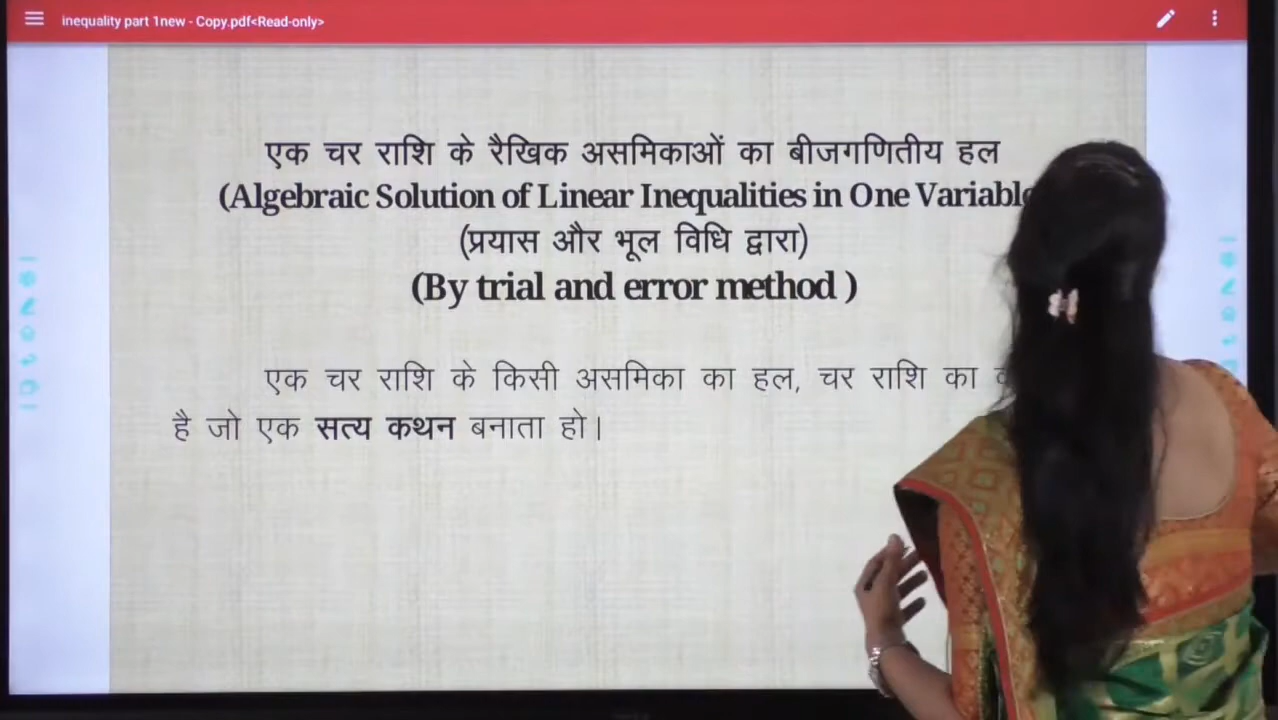 inequality part 1new - Copy.pdf<Read-only>
एक चर राशि के रैखिक असमिकाओं का बीजगणितीय हल
(Algebraic Solution of Linear Inequalities in One Variable
(प्रयास और भूल विधि द्वारा)
(By trial and error method )
एक चर राशि के किसी असमिका का हल, चर राशि का
है जो एक सत्य कथन बनाता हो।